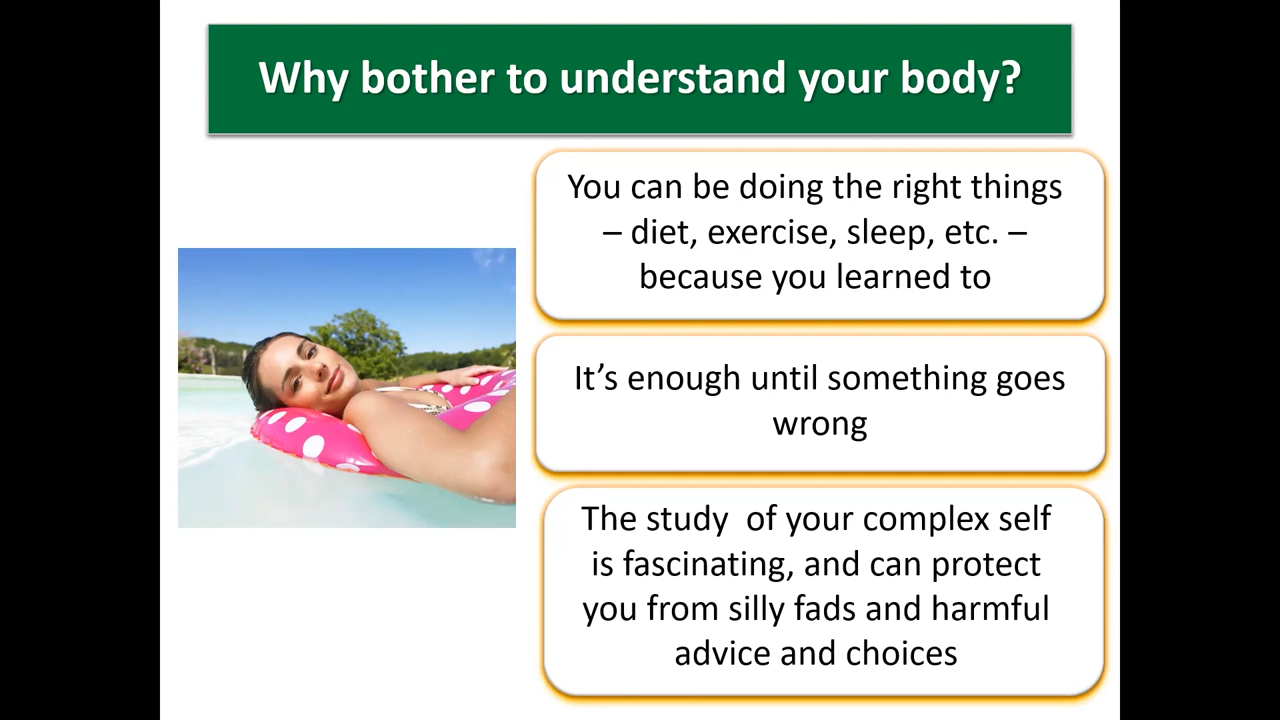 Why bother to understand your body?
You can be doing the right things
– diet, exercise, sleep, etc. –
because you learned to
It’s enough until something goes
wrong
The study  of your complex self
is fascinating, and can protect
you from silly fads and harmful
advice and choices